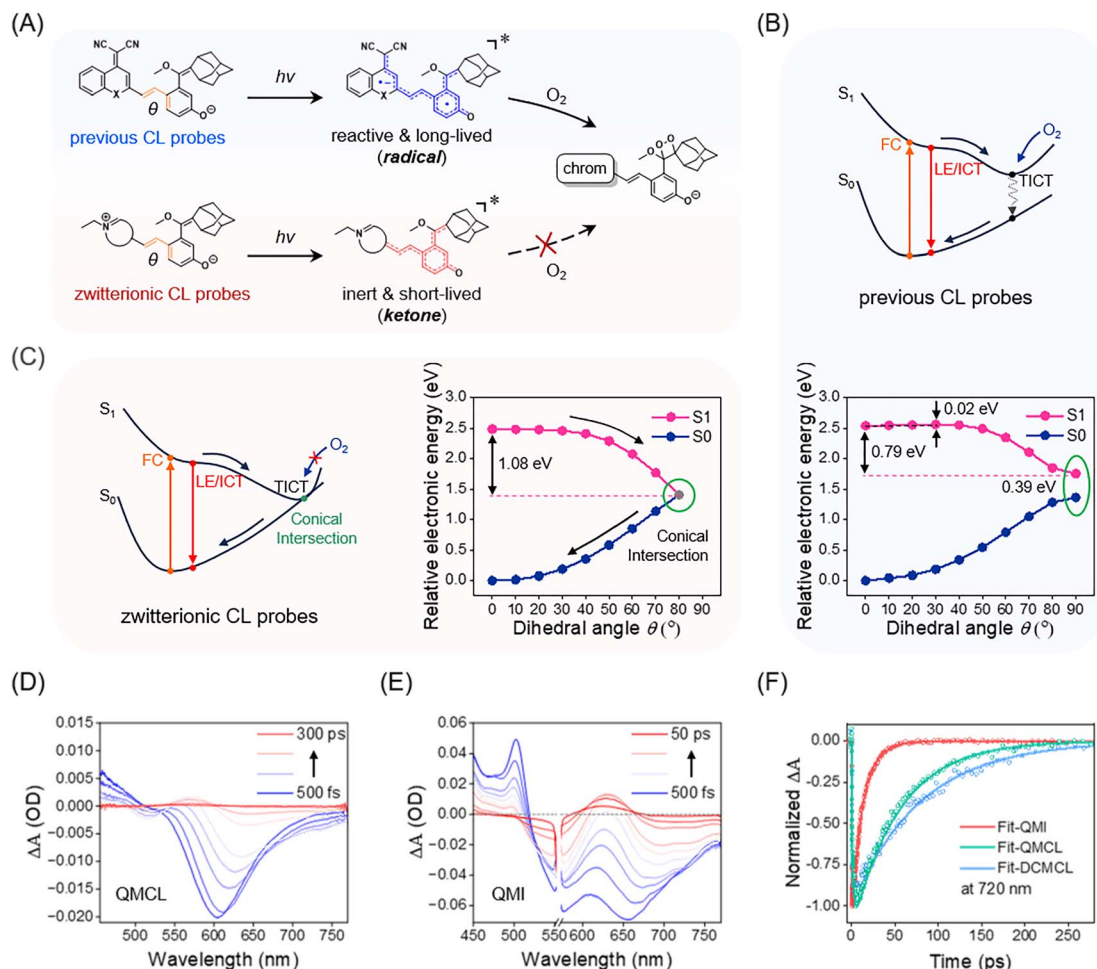 (A)
NC CN
X
θ
O⊖
previous CL probes
hν
NC CN
O
X
O
*
reactive & long-lived
(radical)
O₂
chrom
O
O-O
O⊖
N⊕
θ
O
O⊖
zwitterionic CL probes
hν
N
O
O
*
inert & short-lived
(ketone)
O₂
(B)
S₁
S₀
FC
LE/ICT
O₂
TICT
previous CL probes
Relative electronic energy (eV)
3.0
2.5
2.0
1.5
1.0
0.5
0.0
0.02 eV
0.79 eV
0.39 eV
S1
S0
0 10 20 30 40 50 60 70 80 90
Dihedral angle θ (°)
(C)
S₁
S₀
FC
LE/ICT
O₂
TICT
Conical
Intersection
zwitterionic CL probes
Relative electronic energy (eV)
3.0
2.5
2.0
1.5
1.0
0.5
0.0
S1
S0
1.08 eV
Conical
Intersection
0 10 20 30 40 50 60 70 80 90
Dihedral angle θ (°)
(D)
ΔA (OD)
0.015
0.010
0.005
0.000
−0.005
−0.010
−0.015
−0.020
300 ps
500 fs
QMCL
500 550 600 650 700 750
Wavelength (nm)
(E)
ΔA (OD)
0.06
0.04
0.02
0.000
−0.02
−0.04
−0.06
50 ps
500 fs
QMI
450 500 550 600 650 700 750
Wavelength (nm)
(F)
Normalized ΔA
0.00
-0.25
-0.50
-0.75
-1.00
Fit-QMI
Fit-QMCL
Fit-DCMCL
at 720 nm
0 50 100 150 200 250
Time (ps)